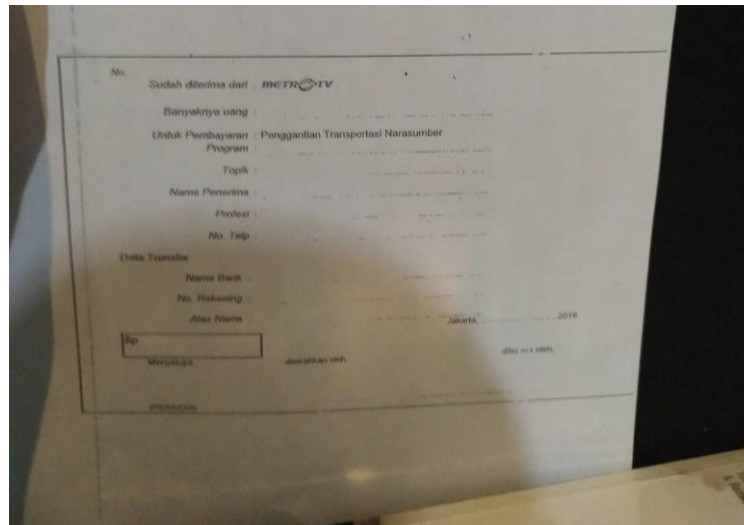 No.
Sudah diterima dari : METRO TV
Banyaknya uang :
Untuk Pembayaran : Penggantian Transportasi Narasumber
Program :
Topik :
Nama Penerima :
Profesi :
No. Telp :
Data Transfer
Nama Bank :
No. Rekening :
Atas Nama
Jakarta, 2019
Rp
Menyetujui, diserahkan oleh, diterima oleh,